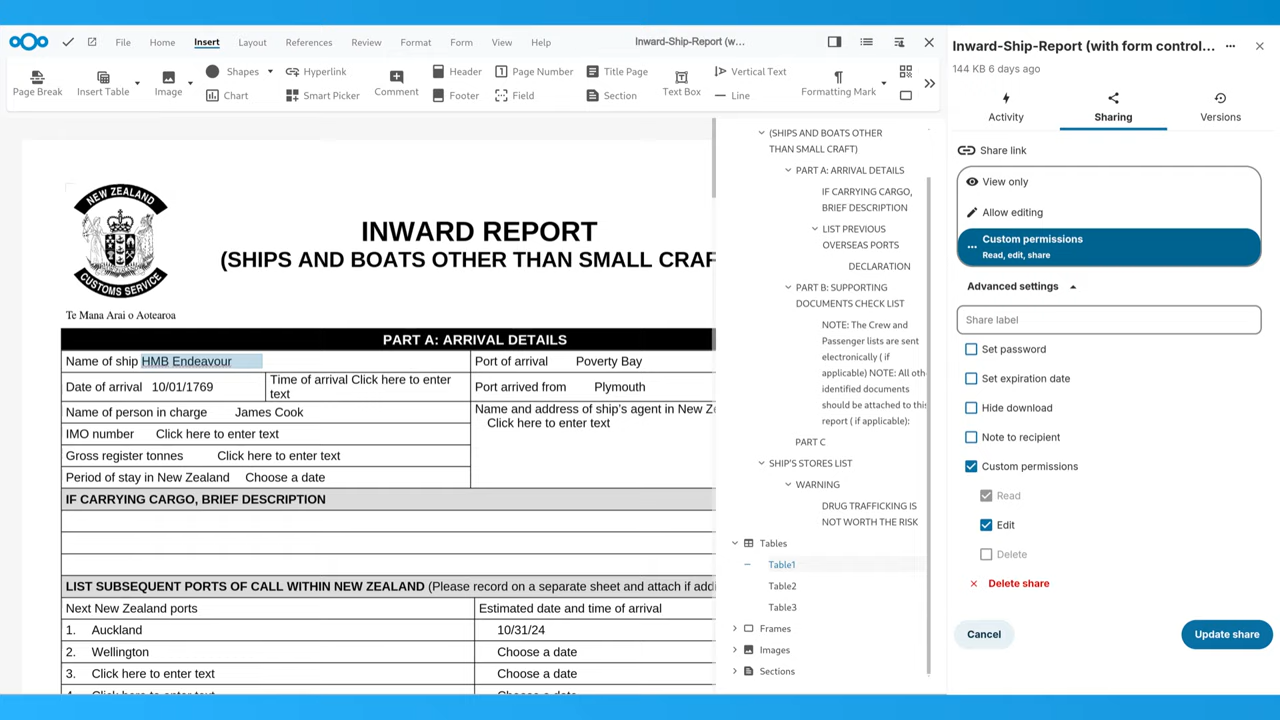 File
Home
Insert
Layout
References
Review
Format
Form
View
Help
Inward-Ship-Report (w...
Page Break
Insert Table
Image
Shapes
Chart
Hyperlink
Smart Picker
Comment
Header
Footer
Page Number
Field
Title Page
Section
Text Box
Vertical Text
Line
Formatting Mark
NEW ZEALAND
CUSTOMS SERVICE
Te Mana Arai o Aotearoa
INWARD REPORT
(SHIPS AND BOATS OTHER THAN SMALL CRAF
PART A: ARRIVAL DETAILS
Name of ship HMB Endeavour
Port of arrival Poverty Bay
Date of arrival 10/01/1769
Time of arrival Click here to enter
text
Port arrived from Plymouth
Name of person in charge James Cook
Name and address of ship's agent in New Z
Click here to enter text
IMO number Click here to enter text
Gross register tonnes Click here to enter text
Period of stay in New Zealand Choose a date
IF CARRYING CARGO, BRIEF DESCRIPTION
LIST SUBSEQUENT PORTS OF CALL WITHIN NEW ZEALAND (Please record on a separate sheet and attach if addi
Next New Zealand ports
Estimated date and time of arrival
1. Auckland
10/31/24
2. Wellington
Choose a date
3. Click here to enter text
Choose a date
4. Click here to enter text
Choose a date
(SHIPS AND BOATS OTHER
THAN SMALL CRAFT)
PART A: ARRIVAL DETAILS
IF CARRYING CARGO,
BRIEF DESCRIPTION
LIST PREVIOUS
OVERSEAS PORTS
DECLARATION
PART B: SUPPORTING
DOCUMENTS CHECK LIST
NOTE: The Crew and
Passenger lists are sent
electronically ( if
applicable) NOTE: All oth
identified documents
should be attached to this
report ( if applicable):
PART C
SHIP'S STORES LIST
WARNING
DRUG TRAFFICKING IS
NOT WORTH THE RISK
Tables
Table1
Table2
Table3
Frames
Images
Sections
Inward-Ship-Report (with form control...
144 KB 6 days ago
Activity
Sharing
Versions
Share link
View only
Allow editing
Custom permissions
Read, edit, share
Advanced settings
Share label
Set password
Set expiration date
Hide download
Note to recipient
Custom permissions
Read
Edit
Delete
Delete share
Cancel
Update share